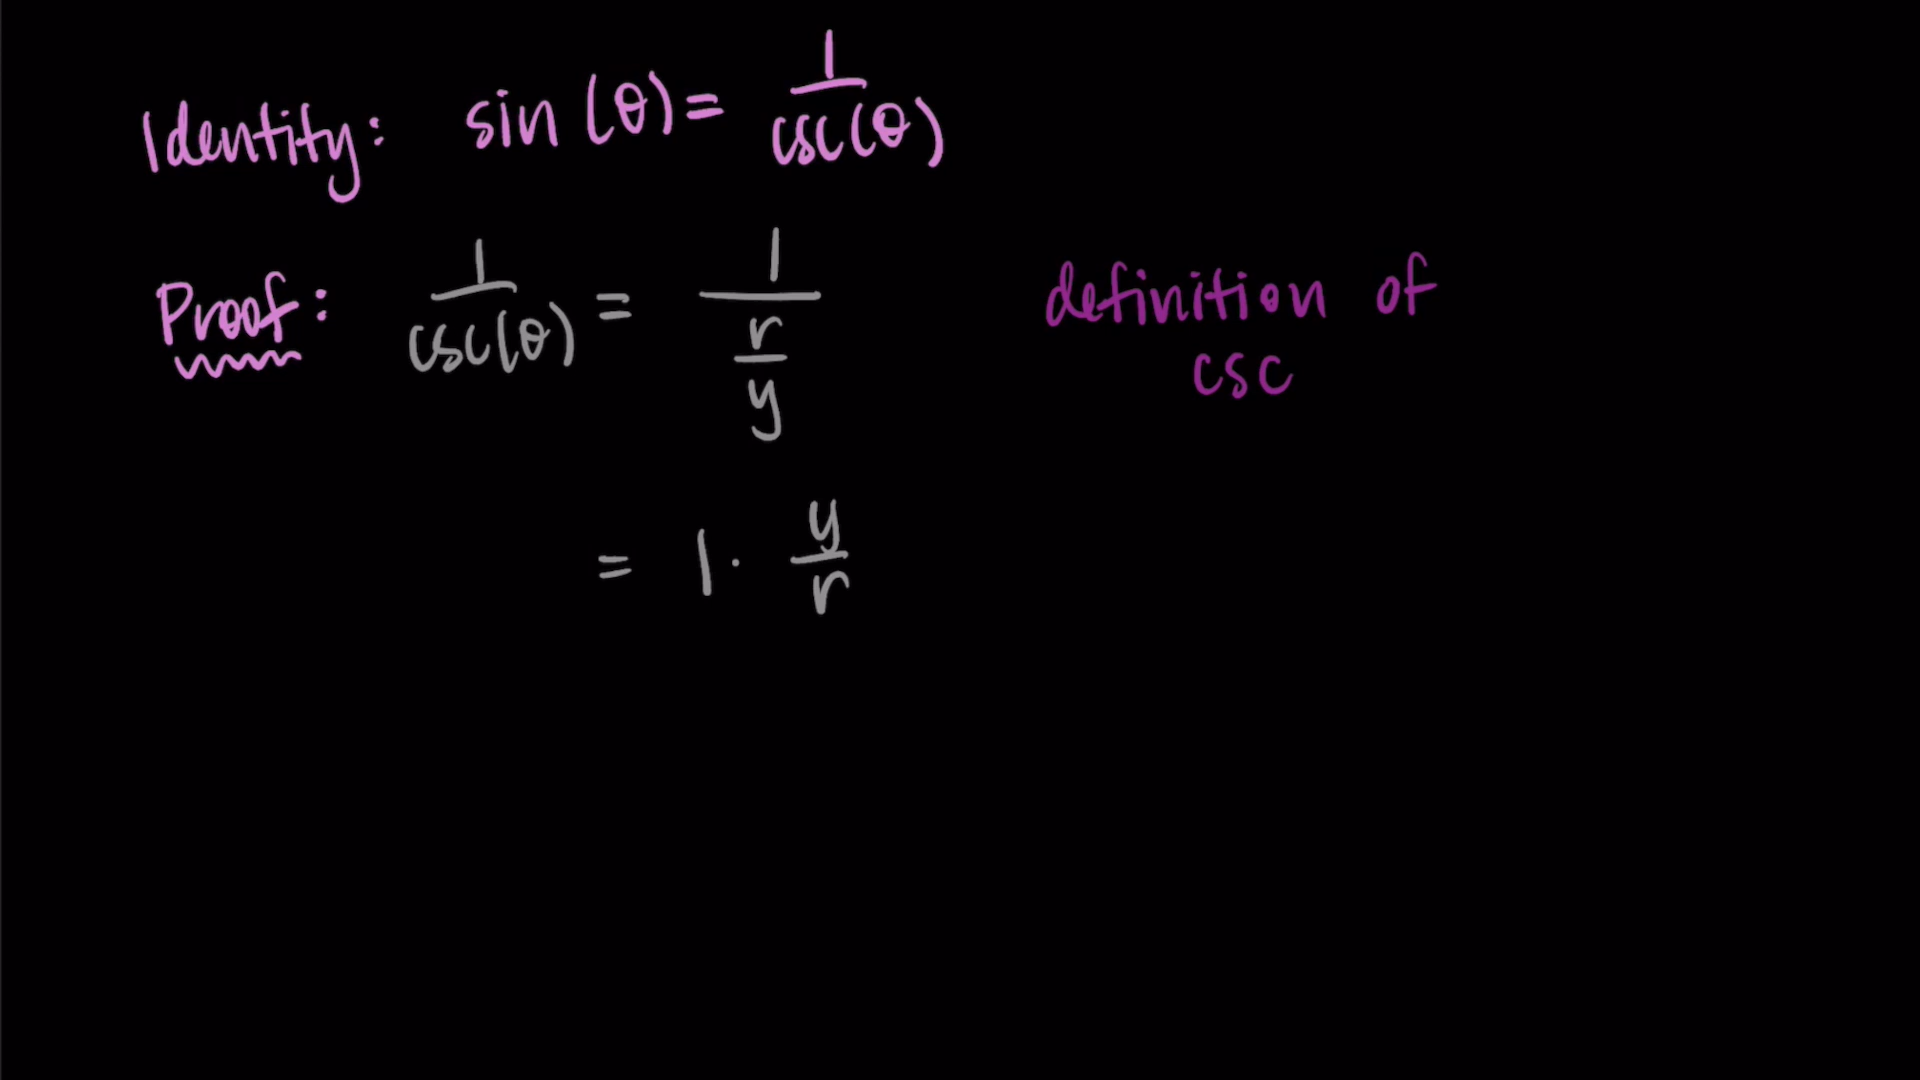 Identity: sin (θ) = 1/csc(θ)
Proof: 1/csc(θ) = 1/(r/y) definition of
csc
= 1 · y/r